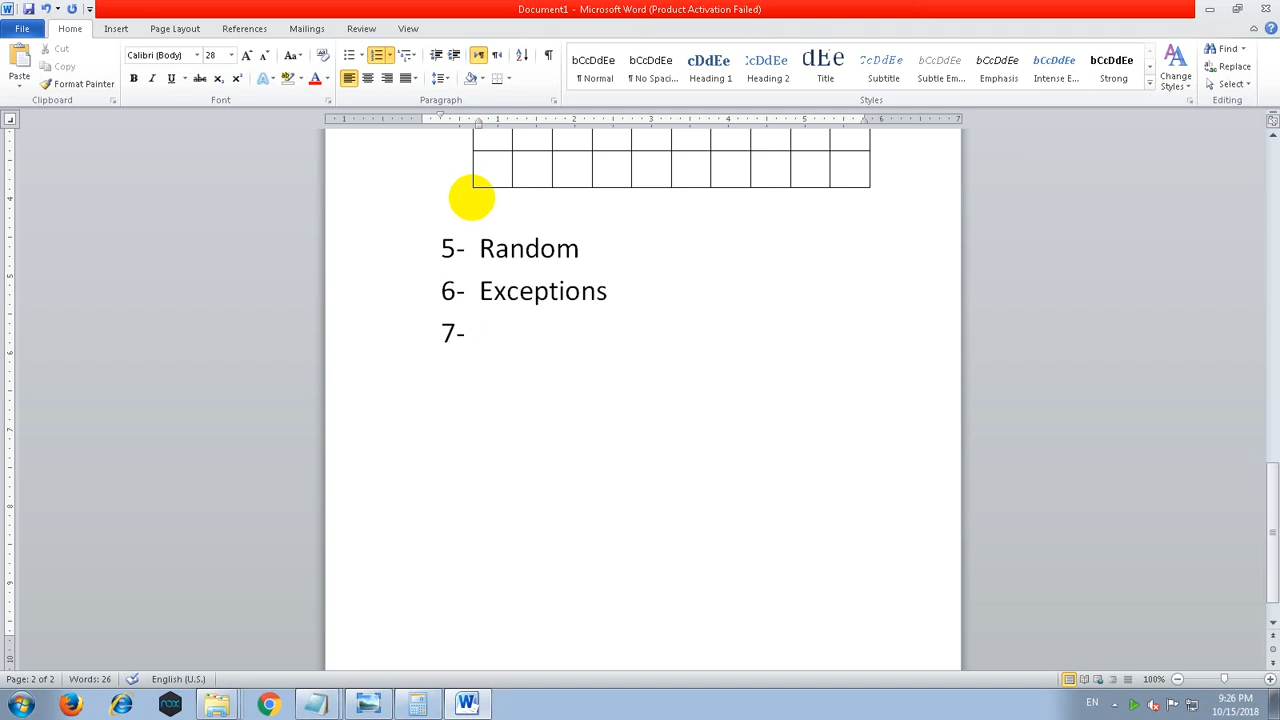 Document1 - Microsoft Word (Product Activation Failed)
File Home Insert Page Layout References Mailings Review View
Paste
Cut
Copy
Format Painter
Clipboard
Calibri (Body) 28
Font
Paragraph
¶ Normal
¶ No Spaci...
Heading 1
Heading 2
Title
Subtitle
Subtle Em...
Emphasis
Intense E...
Strong
Change Styles
Styles
Find
Replace
Select
Editing
5- Random
6- Exceptions
7-
Page: 2 of 2 Words: 26 English (U.S.) 100%
EN
9:26 PM
10/15/2018